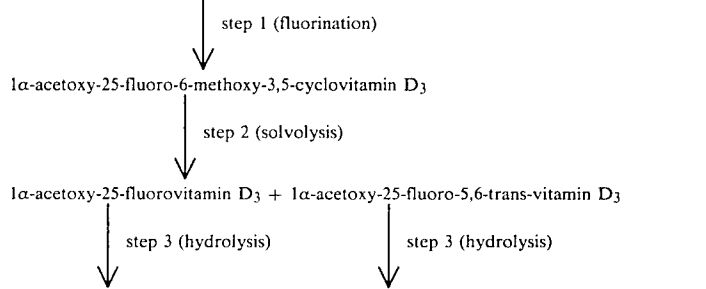 step 1 (fluorination)
1α-acetoxy-25-fluoro-6-methoxy-3,5-cyclovitamin D3
step 2 (solvolysis)
1α-acetoxy-25-fluorovitamin D3 + 1α-acetoxy-25-fluoro-5,6-trans-vitamin D3
step 3 (hydrolysis) step 3 (hydrolysis)